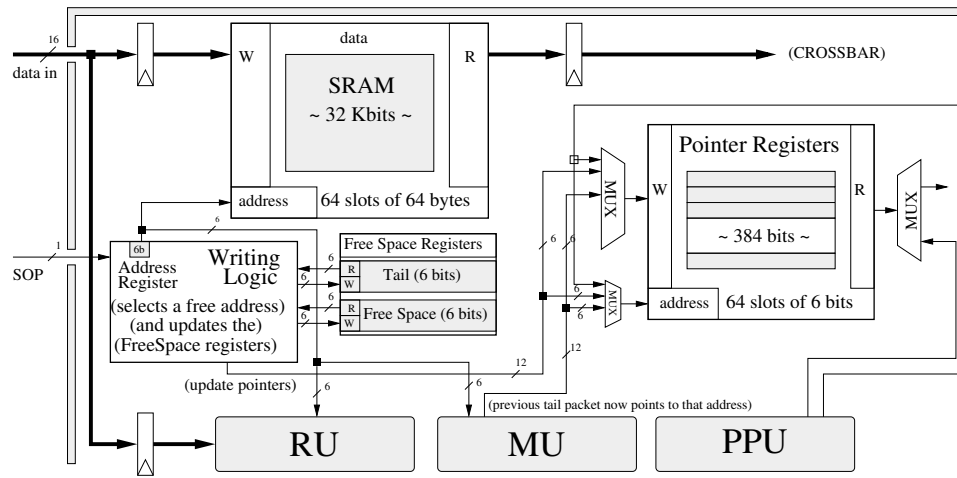 16
data in
W
data
SRAM
~ 32 Kbits ~
R
(CROSSBAR)
address
64 slots of 64 bytes
6
1
SOP
6b
Address
Register
Writing
Logic
(selects a free address)
(and updates the)
(FreeSpace registers)
6
6
6
6
Free Space Registers
R
W
Tail (6 bits)
R
W
Free Space (6 bits)
MUX
6
6
Pointer Registers
W
R
~ 384 bits ~
address
64 slots of 6 bits
MUX
6
6
MUX
12
12
(update pointers)
6
6
(previous tail packet now points to that address)
RU
MU
PPU